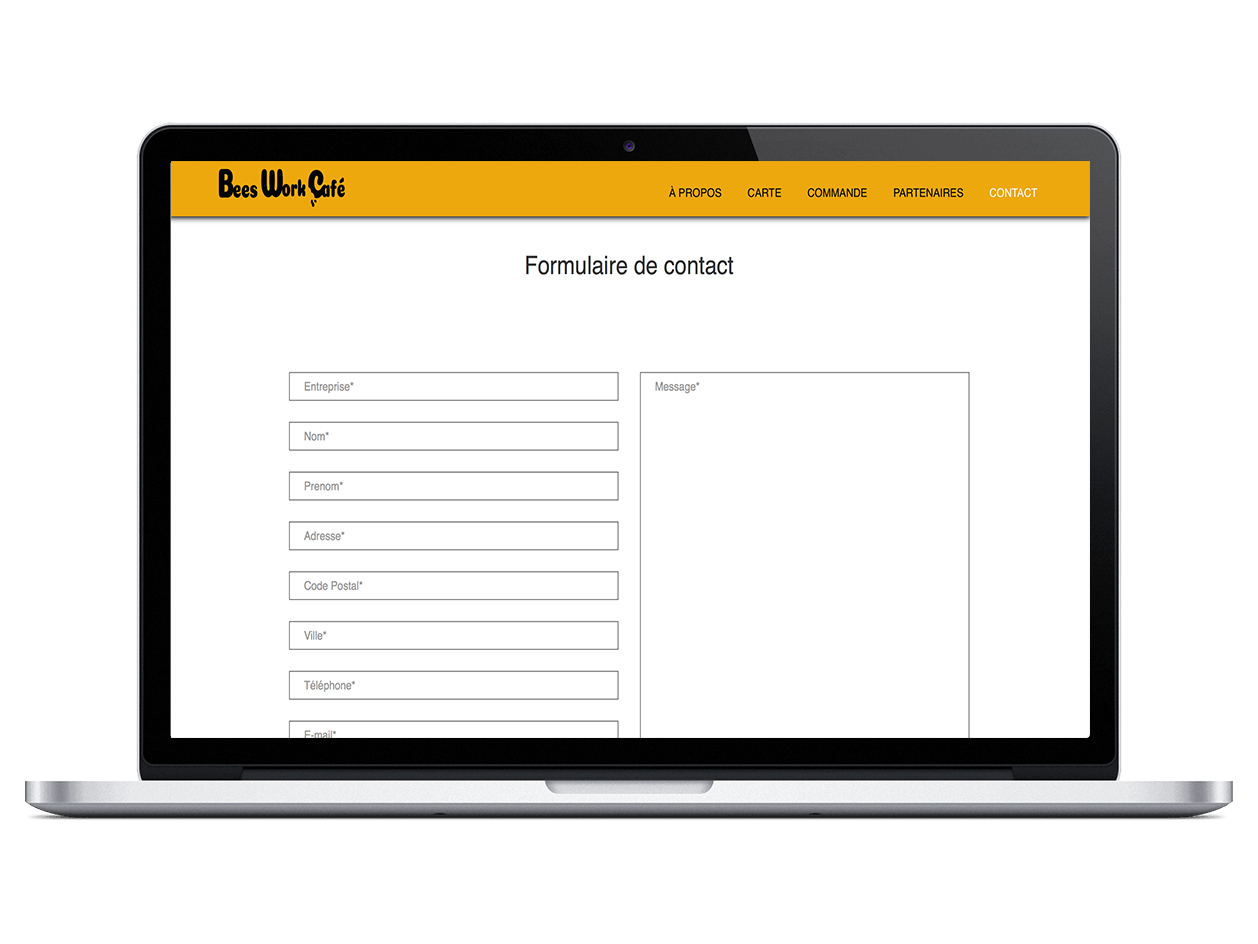 Bees Work Café
À PROPOS CARTE COMMANDE PARTENAIRES CONTACT
Formulaire de contact
Entreprise*
Message*
Nom*
Prenom*
Adresse*
Code Postal*
Ville*
Téléphone*
E-mail*